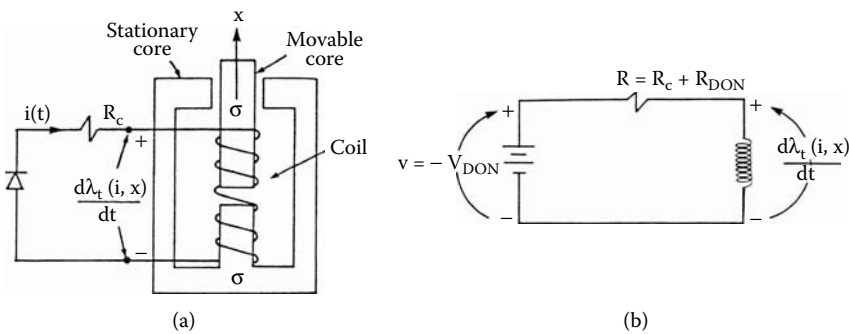 x
Stationary
core
Movable
core
i(t)
R_c
σ
+
Coil
dλ_t (i, x)
dt
−
σ
(a)
R = R_c + R_DON
+
+
v = − V_DON
dλ_t (i, x)
dt
−
−
(b)